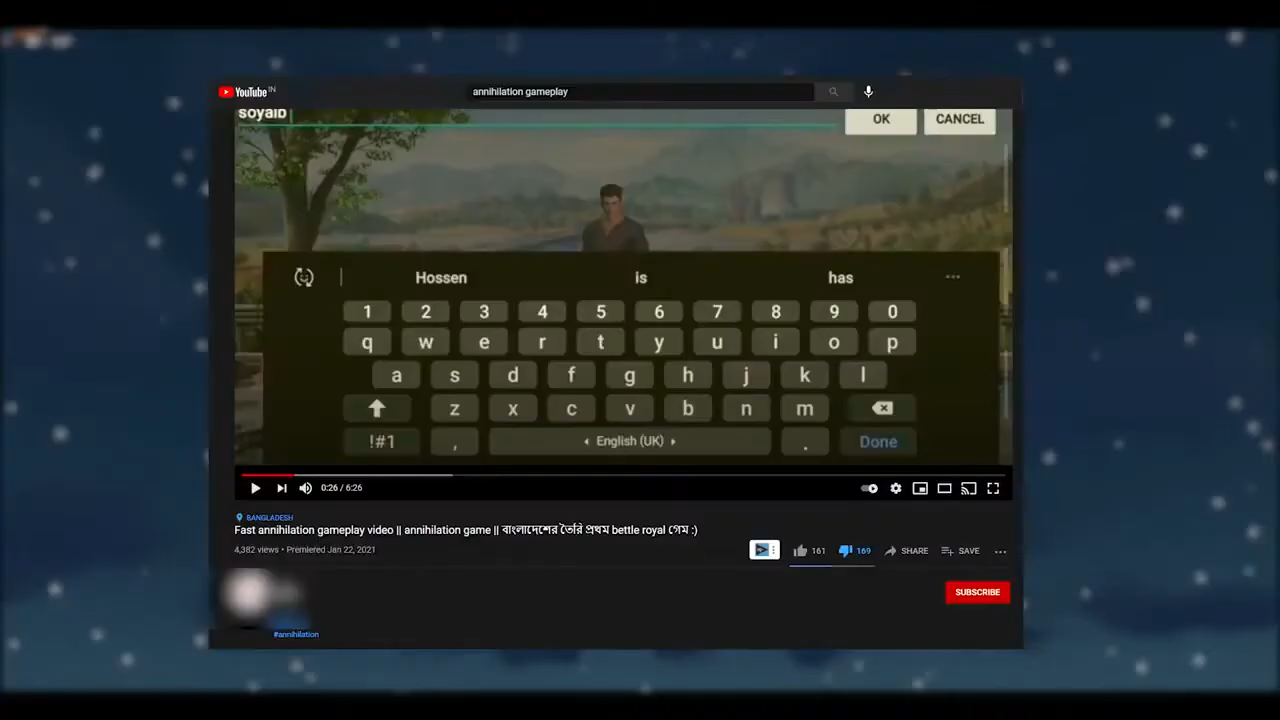 YouTube IN
annihilation gameplay
soyaib
OK
CANCEL
Hossen is has
1 2 3 4 5 6 7 8 9 0
q w e r t y u i o p
a s d f g h j k l
z x c v b n m
!#1 , English (UK) . Done
0:26 / 6:26
BANGLADESH
Fast annihilation gameplay video || annihilation game || বাংলাদেশের তৈরি প্রথম bettle royal গেম :)
4,382 views • Premiered Jan 22, 2021
161 169 SHARE SAVE
SUBSCRIBE
#annihilation